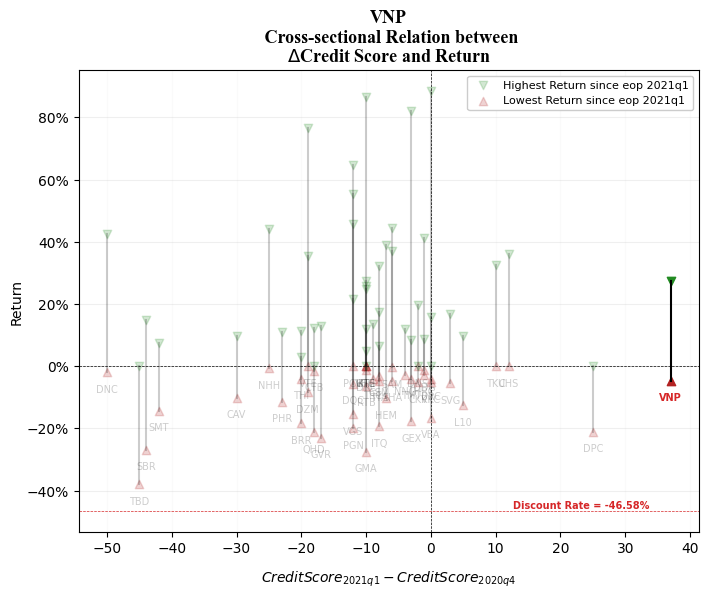 VNP
Cross-sectional Relation between
ΔCredit Score and Return
Highest Return since eop 2021q1
Lowest Return since eop 2021q1
80%
60%
40%
20%
0%
−20%
−40%
Return
DNC
NHH
TKU
CHS
VNP
SVG
CAV
DZM
PHR
HEM
L10
SMT
BRR
VGS
GEX
VBA
QHD
ITQ
PGN
GVR
DPC
SBR
GMA
TBD
Discount Rate = -46.58%
−50
−40
−30
−20
−10
0
10
20
30
40
CreditScore2021q1 − CreditScore2020q4